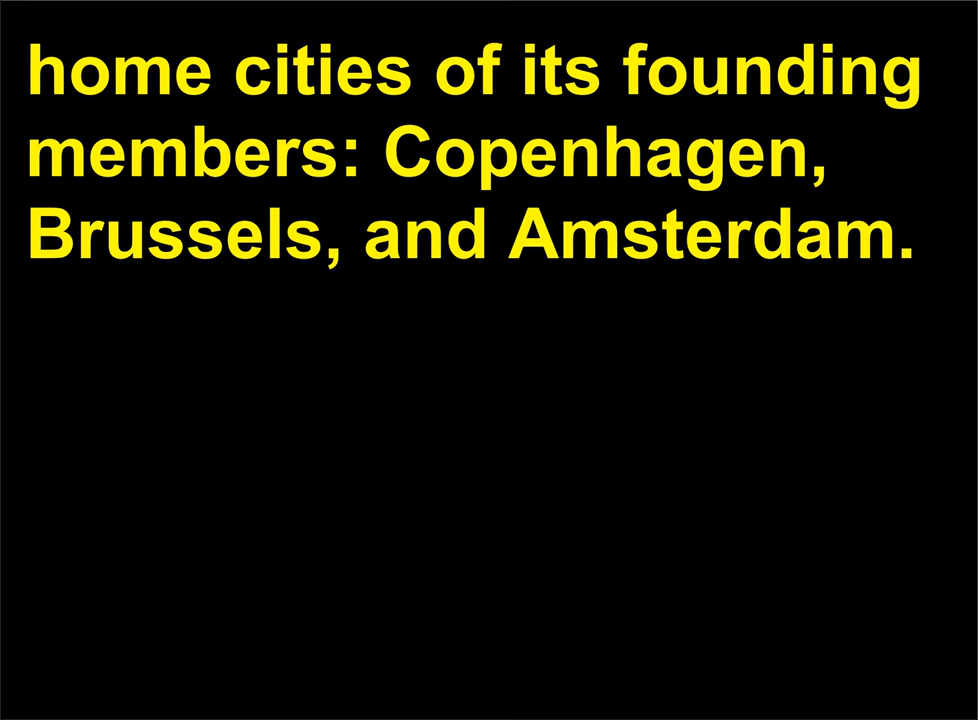 home cities of its founding
members: Copenhagen,
Brussels, and Amsterdam.